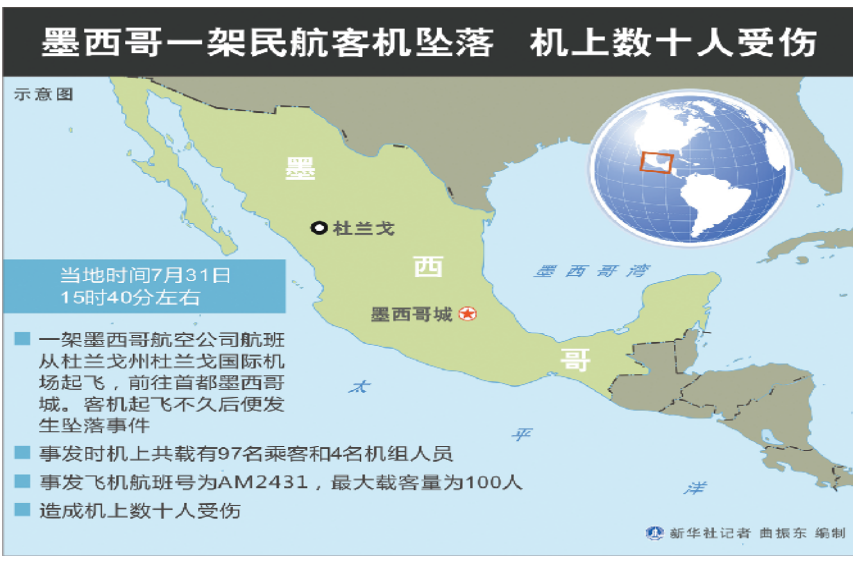 墨西哥一架民航客机坠落 机上数十人受伤
示意图
墨
杜兰戈
西
墨西哥湾
当地时间7月31日
15时40分左右
墨西哥城
哥
一架墨西哥航空公司航班
从杜兰戈州杜兰戈国际机
场起飞，前往首都墨西哥
城。客机起飞不久后便发
生坠落事件
太
平
洋
事发时机上共载有97名乘客和4名机组人员
事发飞机航班号为AM2431，最大载客量为100人
造成机上数十人受伤
新华社记者 曲振东 编制